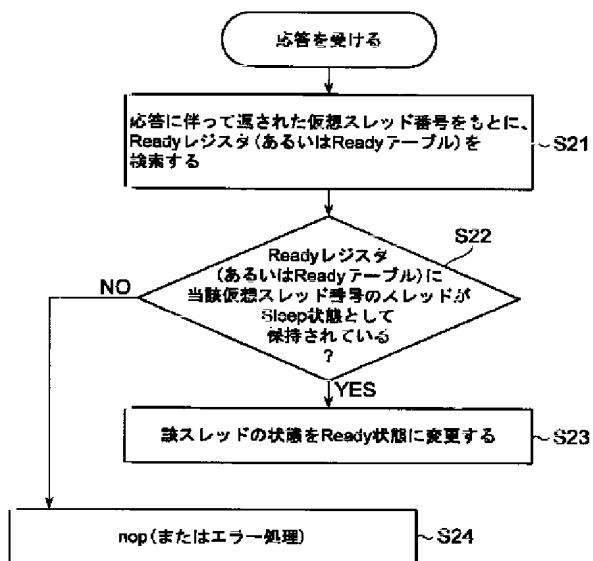 応答を受ける
応答に伴って返された仮想スレッド番号をもとに、
Readyレジスタ(あるいはReadyテーブル)を
検索する
S21
S22
Readyレジスタ
(あるいはReadyテーブル)に
当該仮想スレッド番号のスレッドが
Sleep状態として
保持されている
?
NO
YES
該スレッドの状態をReady状態に変更する
S23
nop(またはエラー処理)
S24